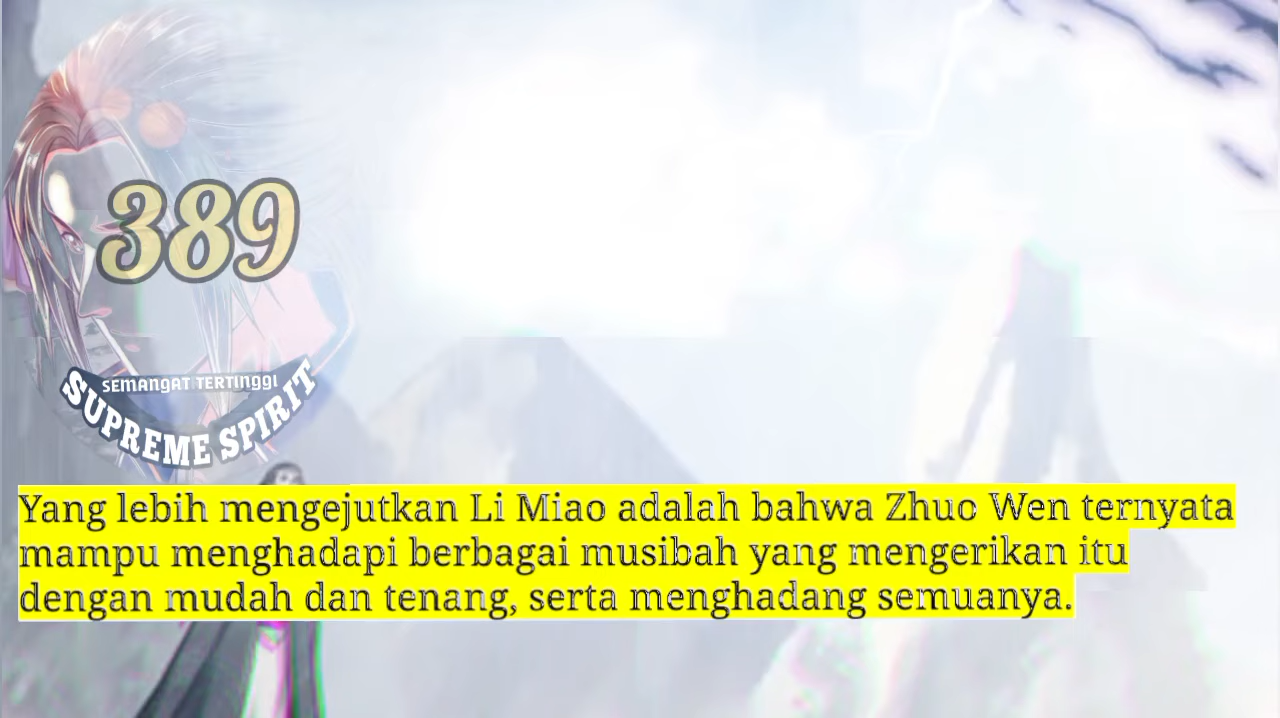 389
SEMANGAT TERTINGGI
SUPREME SPIRIT
Yang lebih mengejutkan Li Miao adalah bahwa Zhuo Wen ternyata
mampu menghadapi berbagai musibah yang mengerikan itu
dengan mudah dan tenang, serta menghadang semuanya.